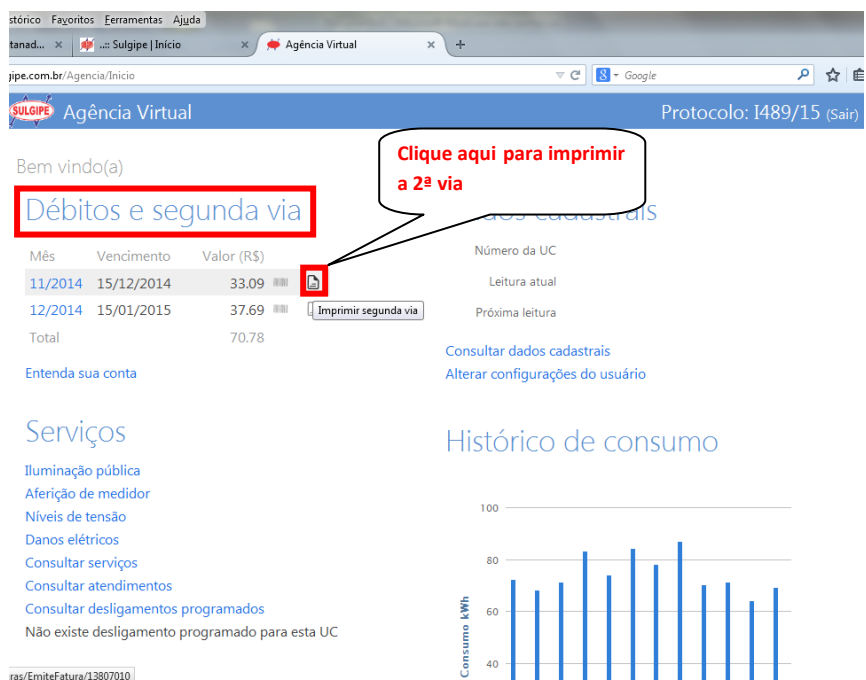 stórico Favoritos Ferramentas Ajuda
tanad... × ..:: Sulgipe | Início × Agência Virtual × +
gipe.com.br/Agencia/Inicio Google
SULGIPE Agência Virtual Protocolo: I489/15 (Sair)
Bem vindo(a)
Clique aqui para imprimir
a 2ª via
Débitos e segunda via
cadastrais
Mês Vencimento Valor (R$)
11/2014 15/12/2014 33.09
12/2014 15/01/2015 37.69
Imprimir segunda via
Total 70.78
Entenda sua conta
Número da UC
Leitura atual
Próxima leitura
Consultar dados cadastrais
Alterar configurações do usuário
Serviços
Iluminação pública
Aferição de medidor
Níveis de tensão
Danos elétricos
Consultar serviços
Consultar atendimentos
Consultar desligamentos programados
Não existe desligamento programado para esta UC
Histórico de consumo
100
80
60
40
Consumo kWh
ras/EmiteFatura/13807010